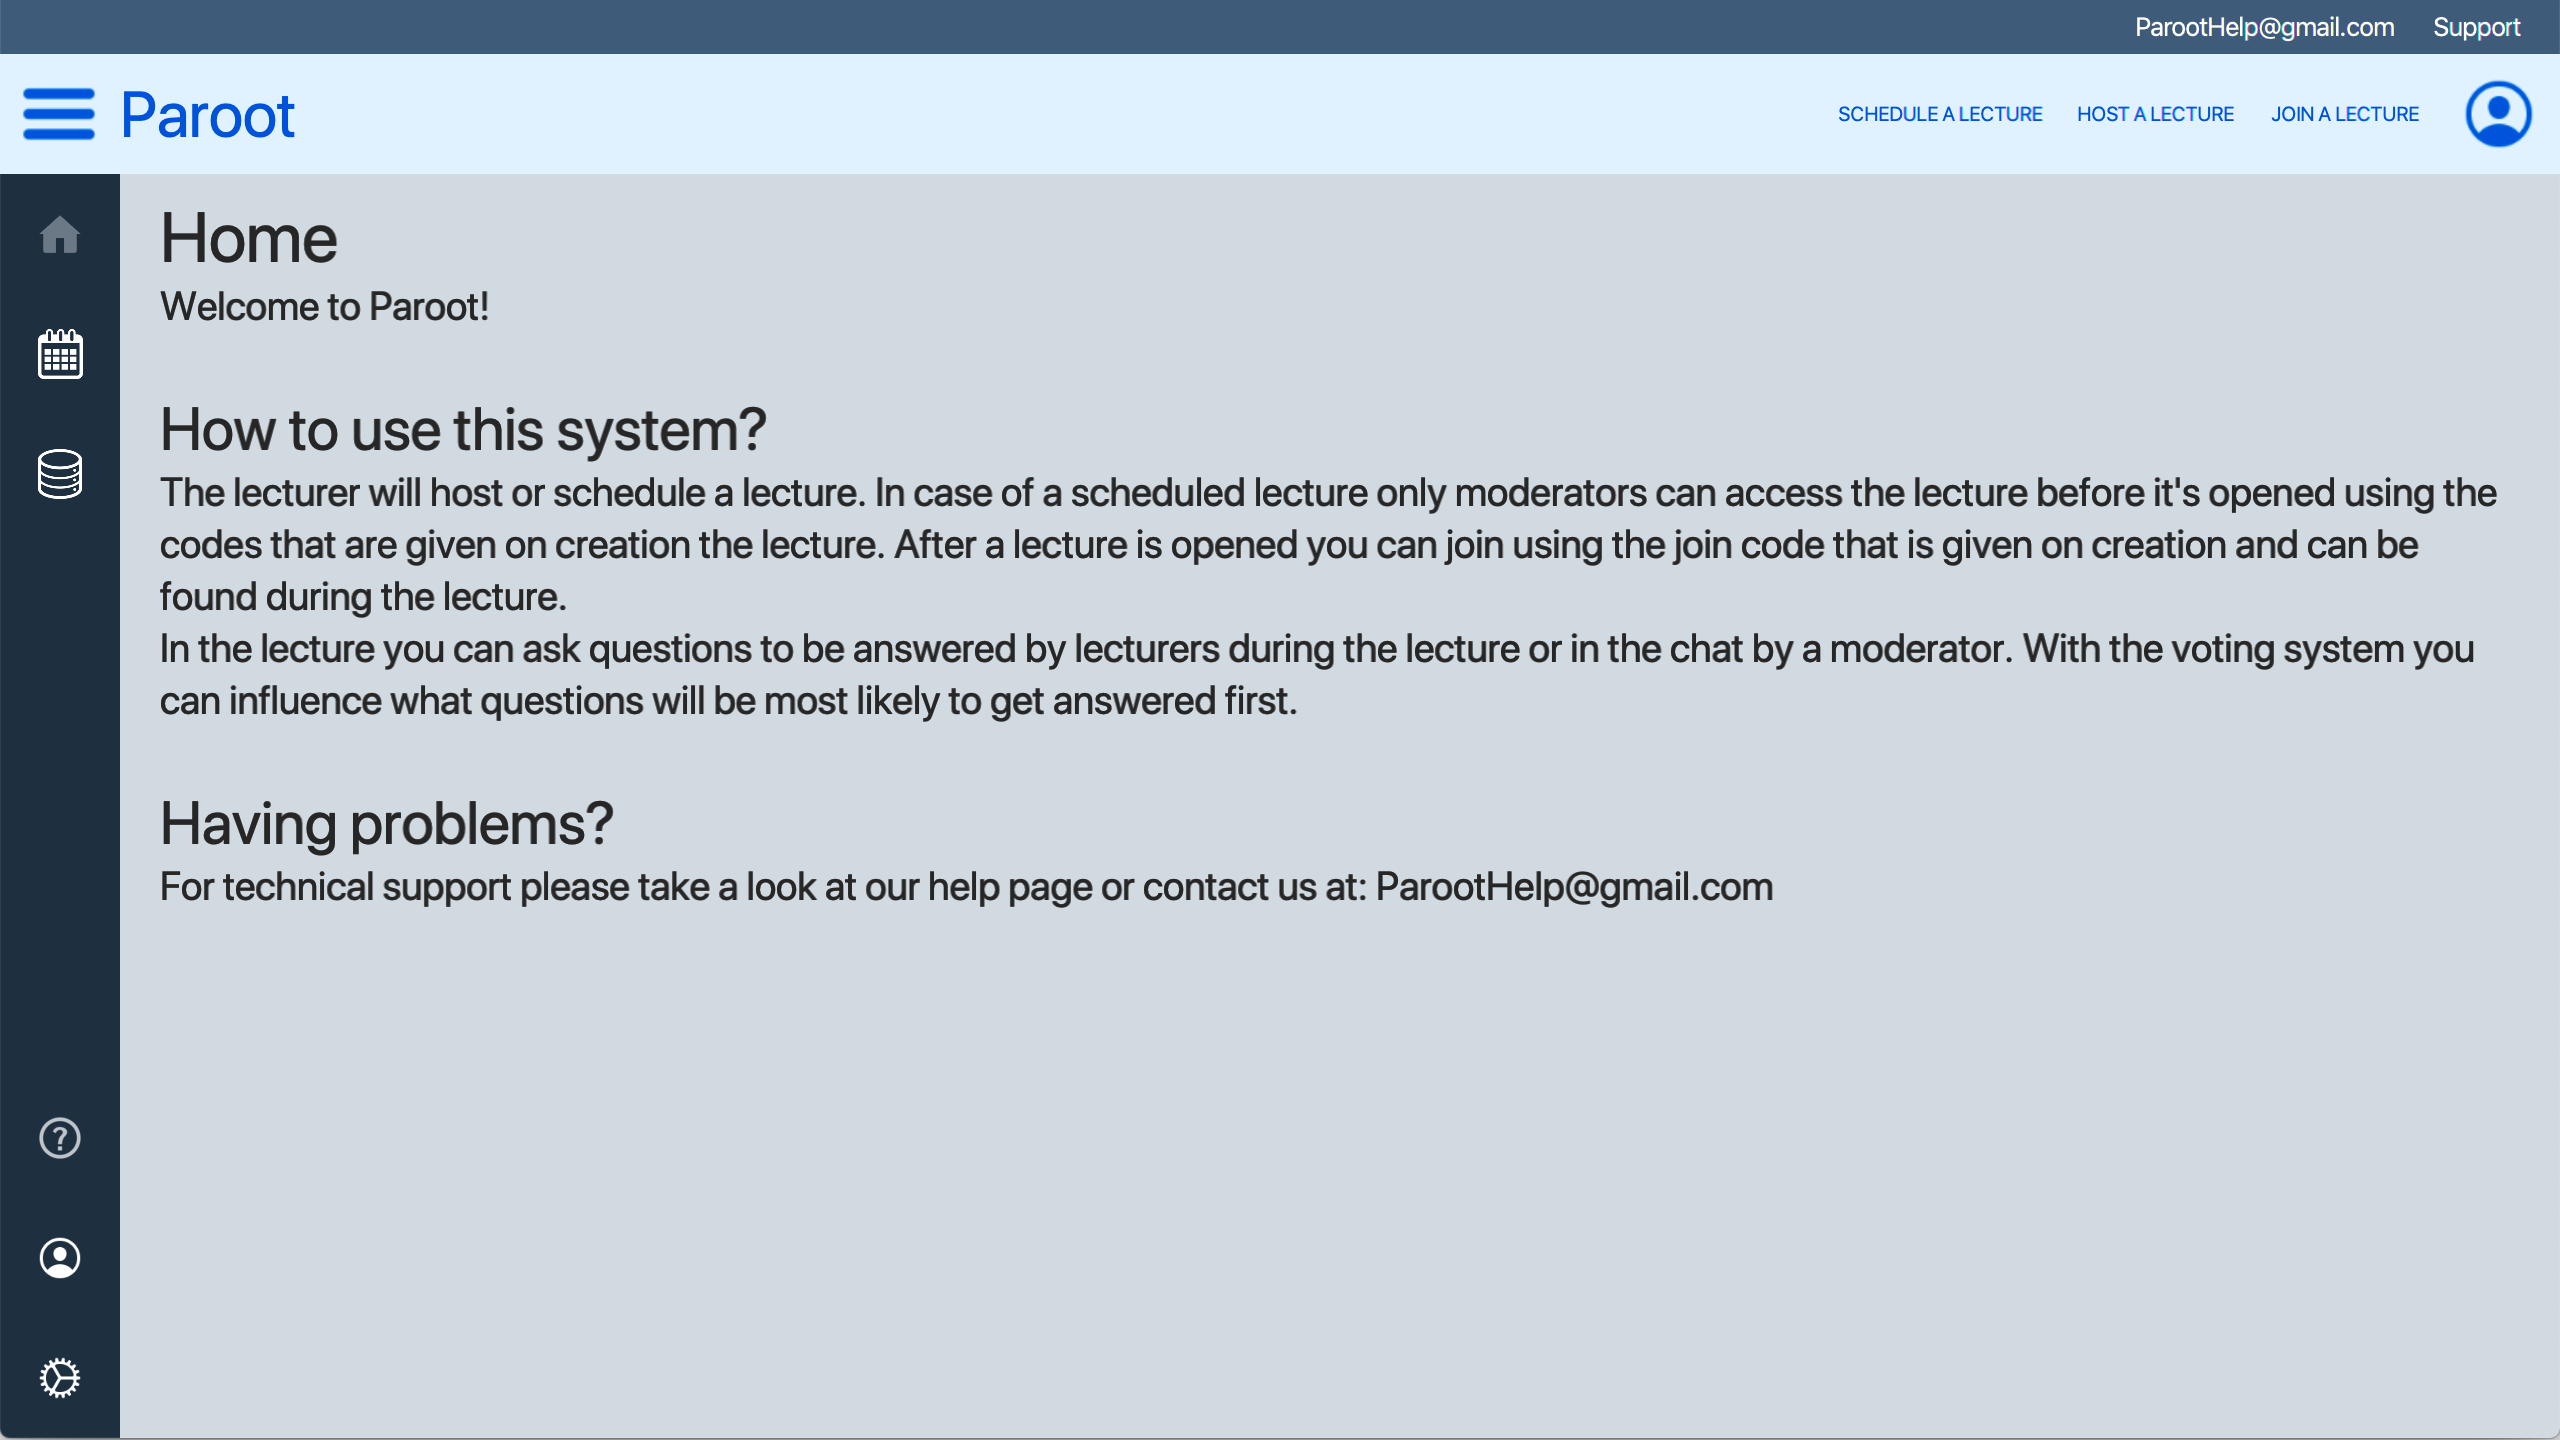 ParootHelp@gmail.com Support
Paroot SCHEDULE A LECTURE HOST A LECTURE JOIN A LECTURE
Home
Welcome to Paroot!
How to use this system?
The lecturer will host or schedule a lecture. In case of a scheduled lecture only moderators can access the lecture before it's opened using the
codes that are given on creation the lecture. After a lecture is opened you can join using the join code that is given on creation and can be
found during the lecture.
In the lecture you can ask questions to be answered by lecturers during the lecture or in the chat by a moderator. With the voting system you
can influence what questions will be most likely to get answered first.
Having problems?
For technical support please take a look at our help page or contact us at: ParootHelp@gmail.com